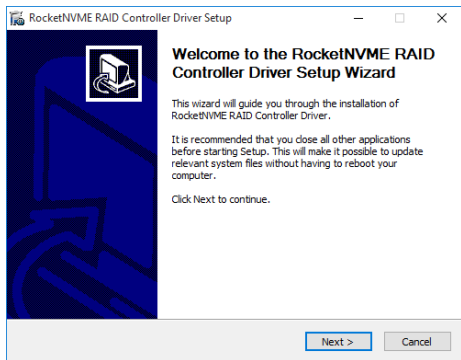 RocketNVME RAID Controller Driver Setup
Welcome to the RocketNVME RAID
Controller Driver Setup Wizard
This wizard will guide you through the installation of
RocketNVME RAID Controller Driver.
It is recommended that you close all other applications
before starting Setup. This will make it possible to update
relevant system files without having to reboot your
computer.
Click Next to continue.
Next >
Cancel